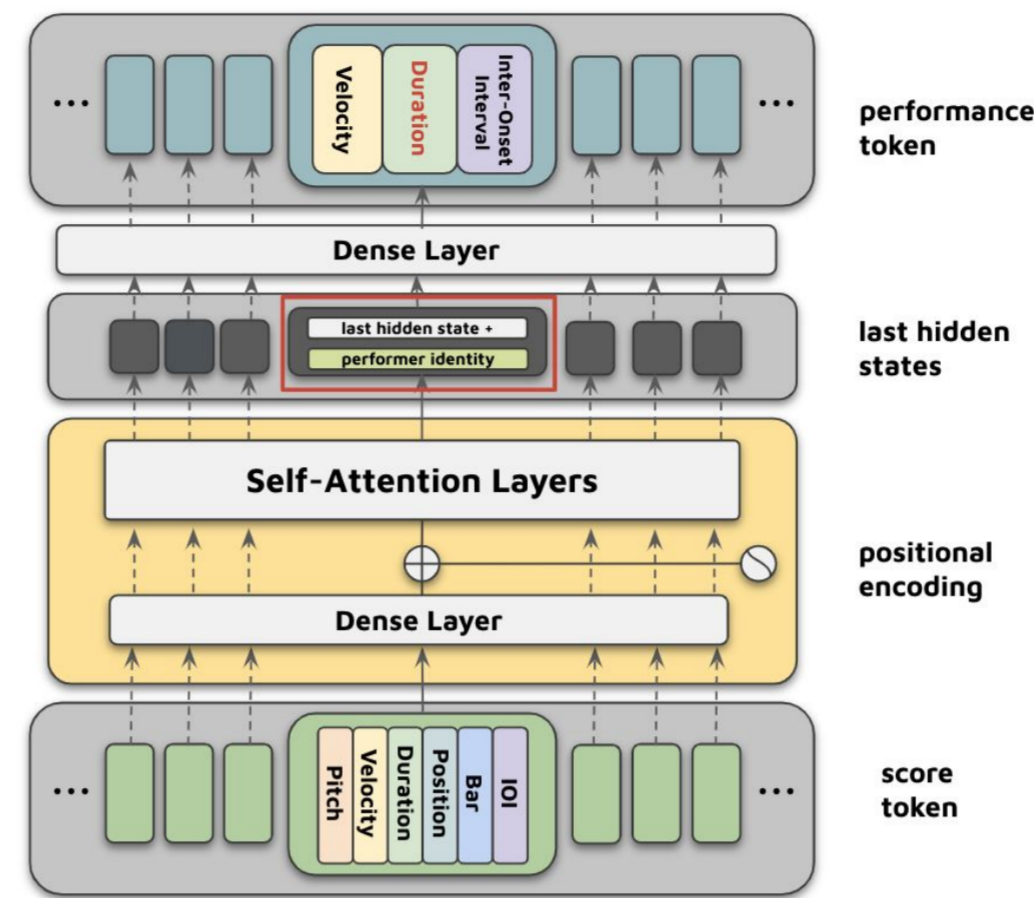 ...
Velocity
Duration
Inter-Onset
Interval
...
performance
token
Dense Layer
last hidden state +
performer identity
last hidden
states
Self-Attention Layers
positional
encoding
Dense Layer
...
Pitch
Velocity
Duration
Position
Bar
IOI
...
score
token